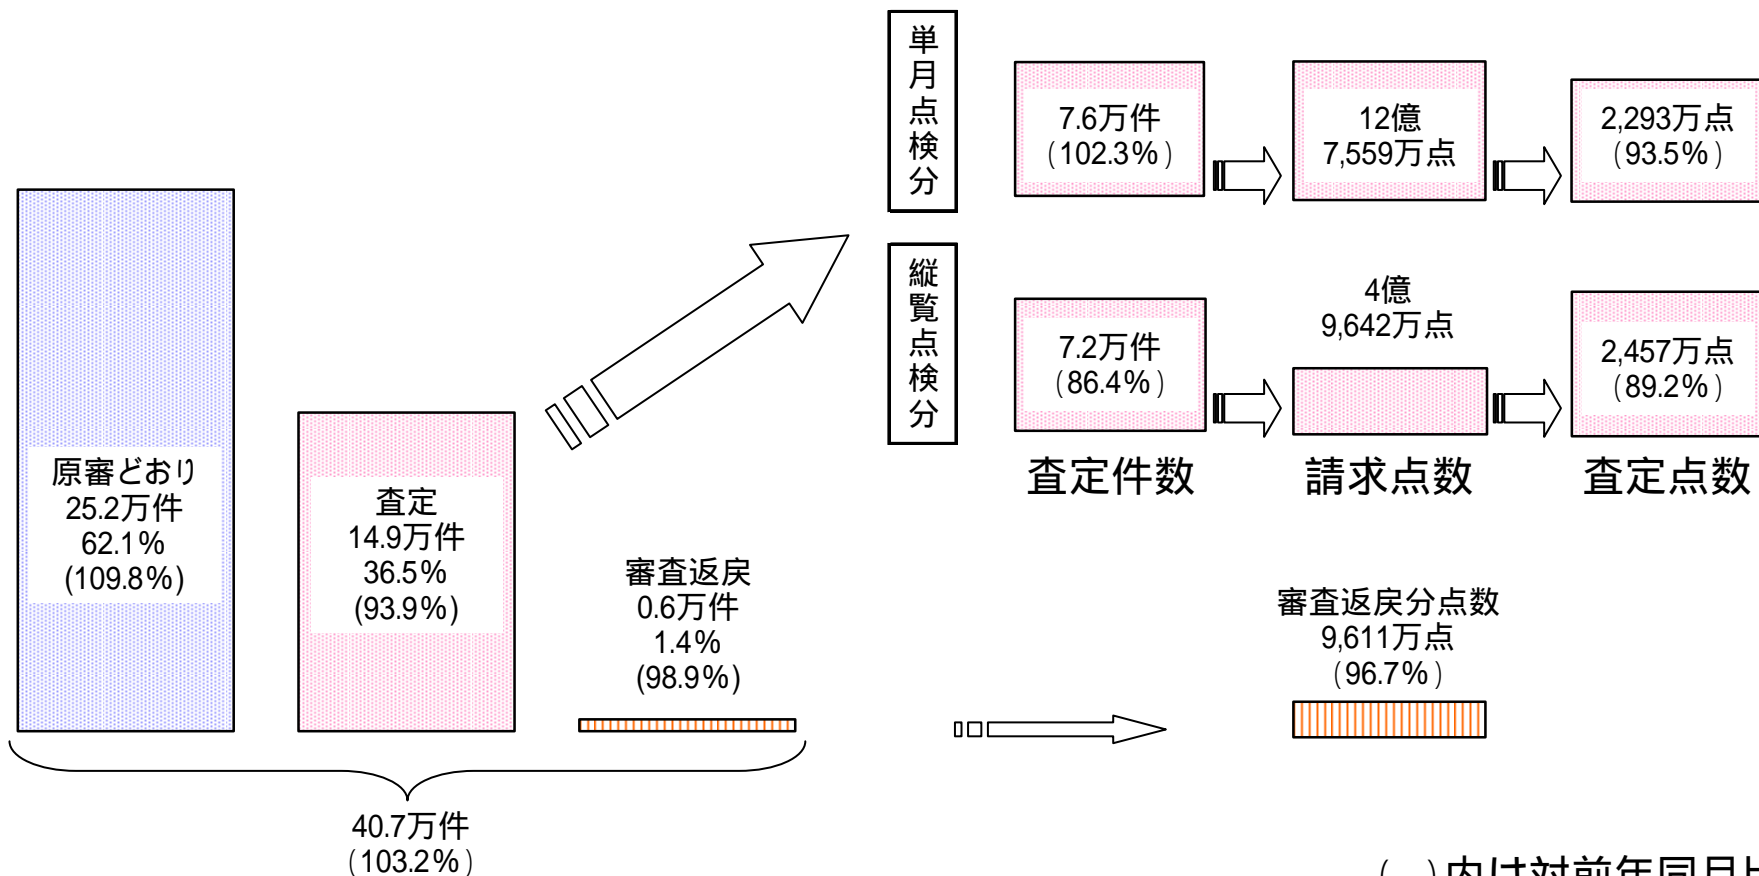 単月点検分
7.6万件
(102.3%)
12億
7,559万点
2,293万点
(93.5%)
縦覧点検分
7.2万件
(86.4%)
4億
9,642万点
2,457万点
(89.2%)
査定件数
請求点数
査定点数
原審どおり
25.2万件
62.1%
(109.8%)
査定
14.9万件
36.5%
(93.9%)
審査返戻
0.6万件
1.4%
(98.9%)
審査返戻分点数
9,611万点
(96.7%)
40.7万件
(103.2%)
( )内は対前年同月比